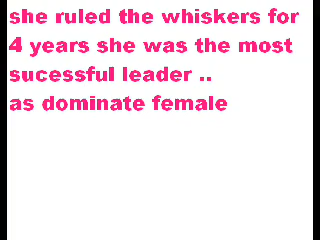 she ruled the whiskers for
4 years she was the most
sucessful leader ..
as dominate female